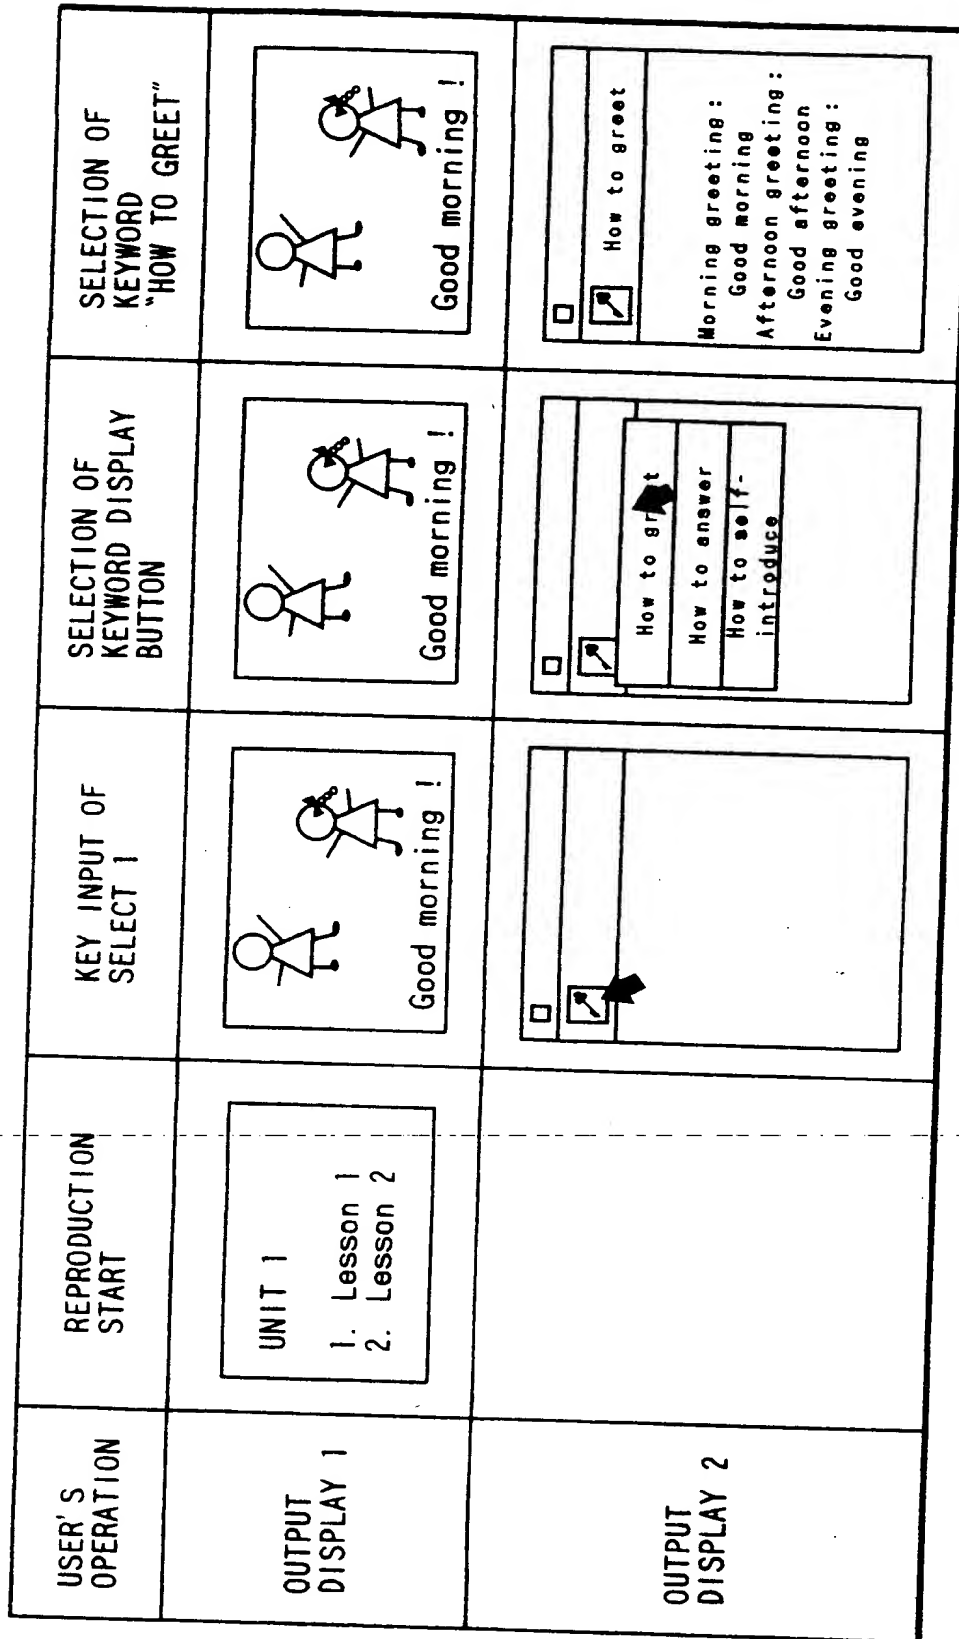 USER'S
OPERATION
REPRODUCTION
START
KEY INPUT OF
SELECT 1
SELECTION OF
KEYWORD DISPLAY
BUTTON
SELECTION OF
KEYWORD
"HOW TO GREET"
OUTPUT
DISPLAY 1
UNIT 1
1. Lesson 1
2. Lesson 2
Good morning !
Good morning !
Good morning !
OUTPUT
DISPLAY 2
How to gr t
How to answer
How to self-
introduce
How to greet
Morning greeting:
Good morning
Afternoon greeting:
Good afternoon
Evening greeting:
Good evening